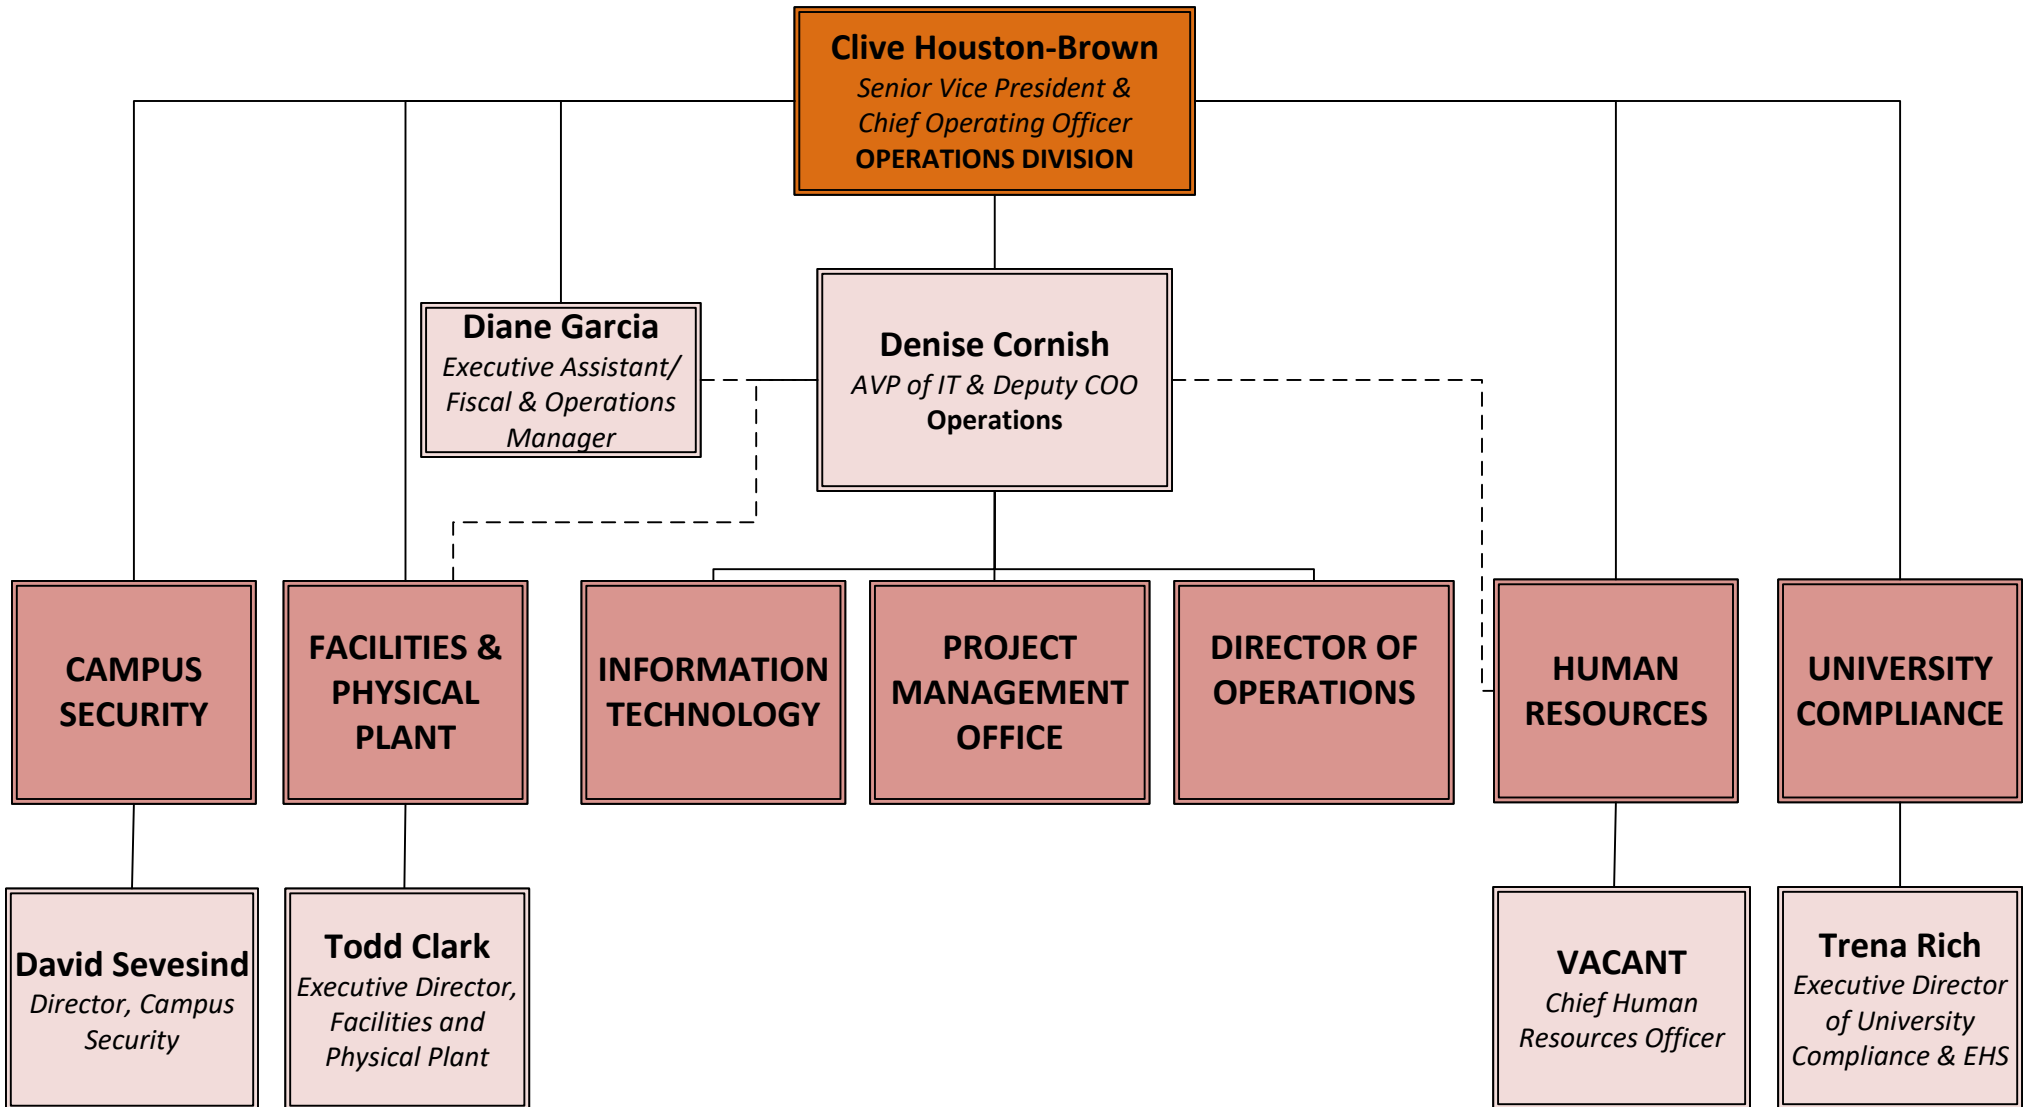 Clive Houston-Brown
Senior Vice President &
Chief Operating Officer
OPERATIONS DIVISION
Diane Garcia
Executive Assistant/
Fiscal & Operations
Manager
Denise Cornish
AVP of IT & Deputy COO
Operations
CAMPUS
SECURITY
FACILITIES &
PHYSICAL
PLANT
INFORMATION
TECHNOLOGY
PROJECT
MANAGEMENT
OFFICE
DIRECTOR OF
OPERATIONS
HUMAN
RESOURCES
UNIVERSITY
COMPLIANCE
David Sevesind
Director, Campus
Security
Todd Clark
Executive Director,
Facilities and
Physical Plant
VACANT
Chief Human
Resources Officer
Trena Rich
Executive Director
of University
Compliance & EHS